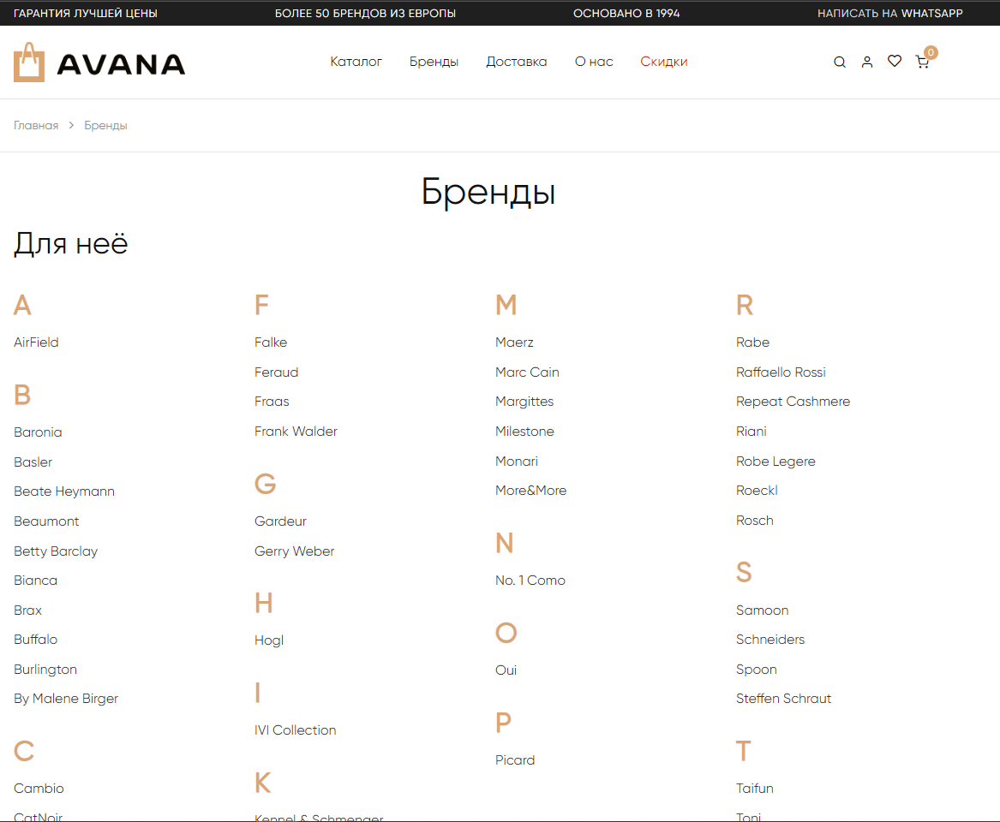 ГАРАНТИЯ ЛУЧШЕЙ ЦЕНЫ
БОЛЕЕ 50 БРЕНДОВ ИЗ ЕВРОПЫ
ОСНОВАНО В 1994
НАПИСАТЬ НА WHATSAPP
AVANA
Каталог
Бренды
Доставка
О нас
Скидки
0
Главная > Бренды
Бренды
Для неё
A
AirField
B
Baronia
Basler
Beate Heymann
Beaumont
Betty Barclay
Bianca
Brax
Buffalo
Burlington
By Malene Birger
C
Cambio
CatNoir
F
Falke
Feraud
Fraas
Frank Walder
G
Gardeur
Gerry Weber
H
Hogl
I
IVI Collection
K
Kennel & Schmenger
M
Maerz
Marc Cain
Margittes
Milestone
Monari
More&More
N
No. 1 Como
O
Oui
P
Picard
R
Rabe
Raffaello Rossi
Repeat Cashmere
Riani
Robe Legere
Roeckl
Rosch
S
Samoon
Schneiders
Spoon
Steffen Schraut
T
Taifun
Toni